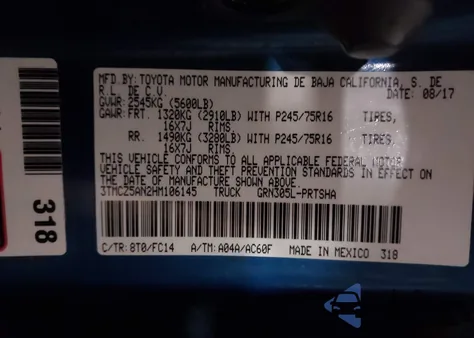 MFD.BY:TOYOTA MOTOR MANUFACTURING DE BAJA CALIFORNIA, S. DE
R.L. DE C.V. DATE: 08/17
GVWR:2545KG (5600LB)
GAWR:FRT. 1320KG (2910LB) WITH P245/75R16 TIRES,
16X7J RIMS
RR. 1490KG (3280LB) WITH P245/75R16 TIRES,
16X7J RIMS
THIS VEHICLE CONFORMS TO ALL APPLICABLE FEDERAL MOTOR
VEHICLE SAFETY AND THEFT PREVENTION STANDARDS IN EFFECT ON
THE DATE OF MANUFACTURE SHOWN ABOVE.
3TMCZ5AN2HM106145 TRUCK GRN305L-PRTSHA
C/TR: 8T0/FC14 A/TM: A04A/AC60F MADE IN MEXICO 318
318